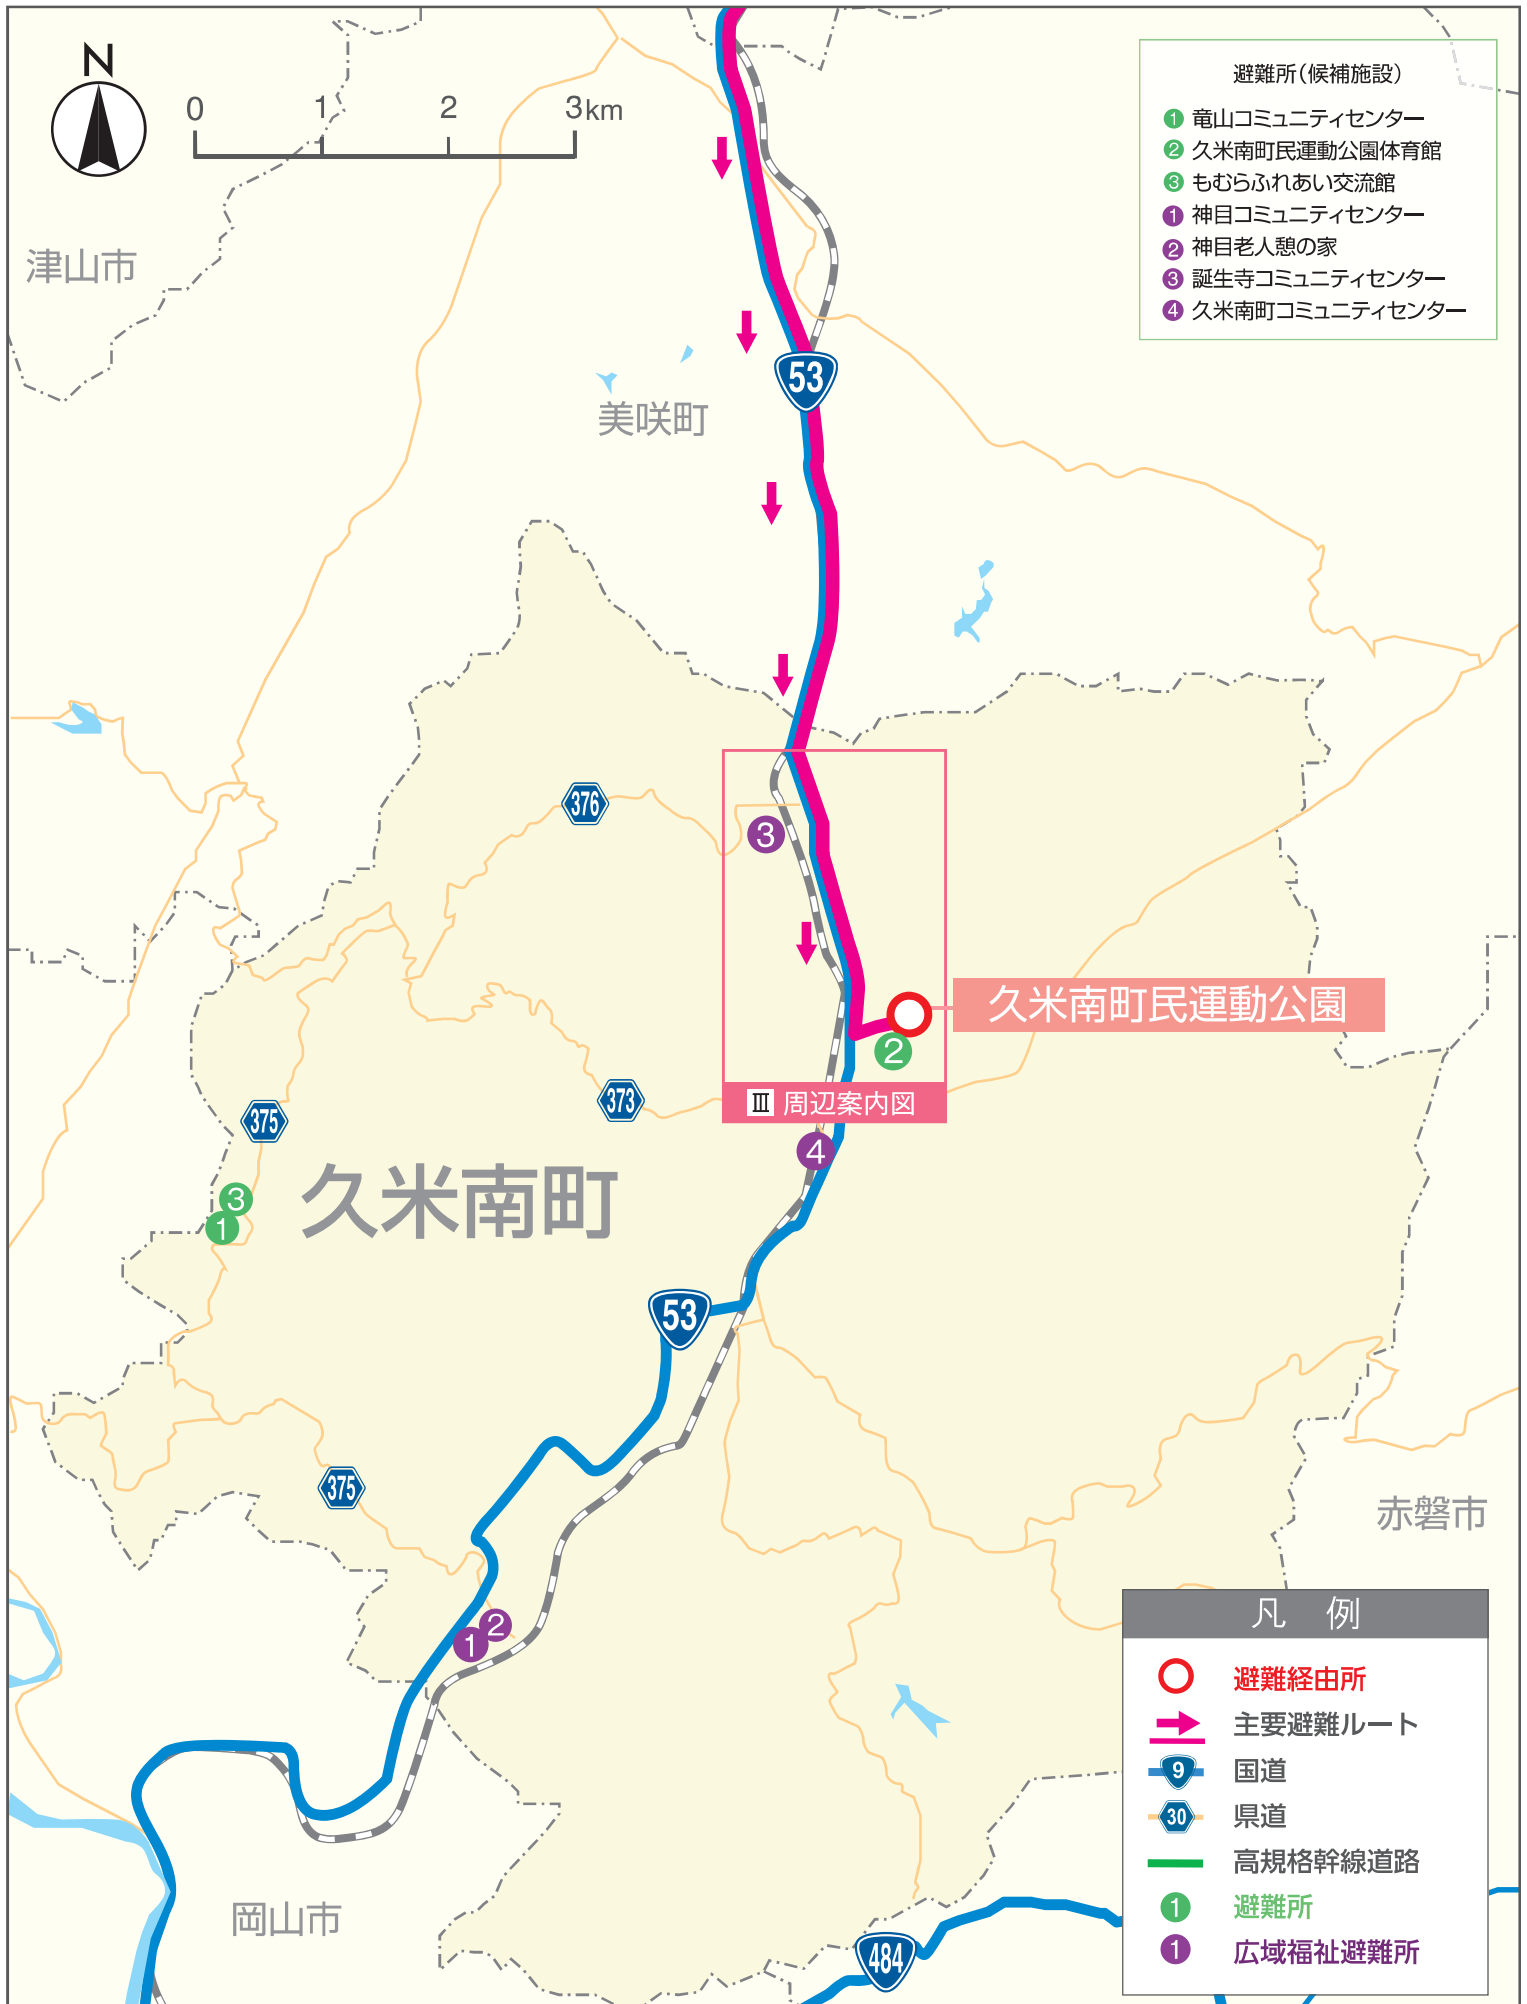 N
0 1 2 3km
避難所（候補施設）
1 竜山コミュニティセンター
2 久米南町民運動公園体育館
3 もむらふれあい交流館
1 神目コミュニティセンター
2 神目老人憩の家
3 誕生寺コミュニティセンター
4 久米南町コミュニティセンター
津山市
53
美咲町
376
3
久米南町民運動公園
2
Ⅲ 周辺案内図
373
375
4
3
1
久米南町
53
375
赤磐市
2
1
凡 例
避難経由所
主要避難ルート
9 国道
30 県道
高規格幹線道路
1 避難所
1 広域福祉避難所
岡山市
484